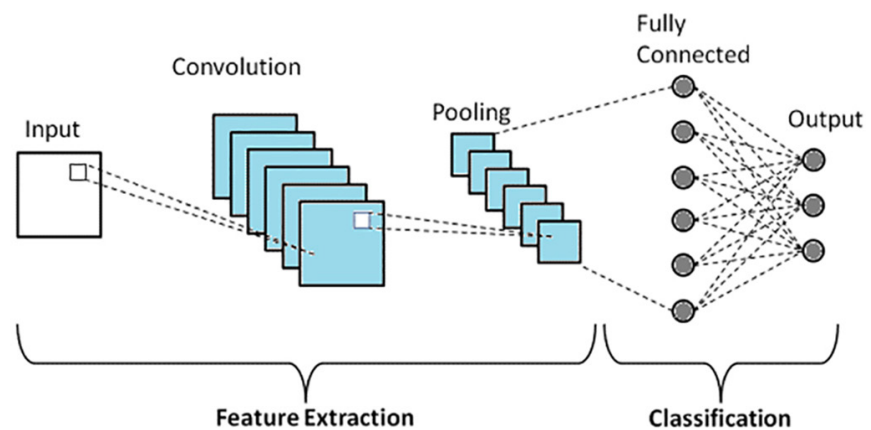 Input
Convolution
Pooling
Fully
Connected
Output
Feature Extraction
Classification